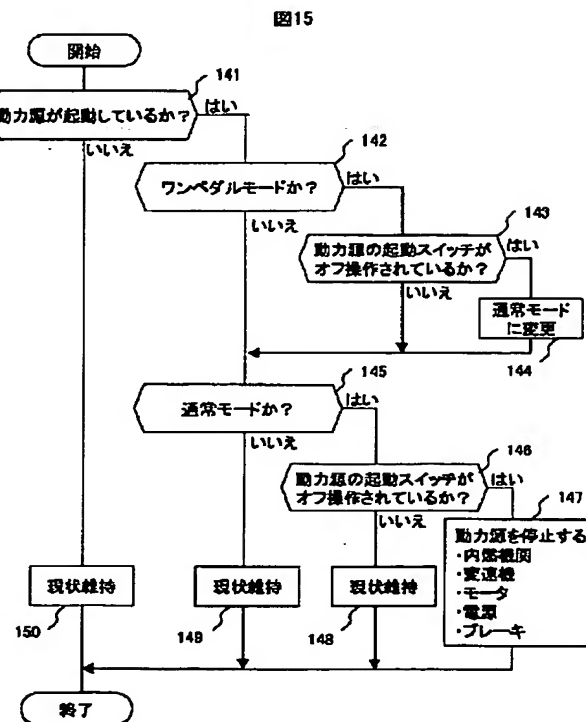 図15
開始
141
動力源が起動しているか？
はい
いいえ
142
ワンペダルモードか？
はい
いいえ
143
動力源の起動スイッチが
オフ操作されているか？
はい
いいえ
通常モード
に変更
144
145
通常モードか？
はい
いいえ
146
動力源の起動スイッチが
オフ操作されているか？
はい
いいえ
147
動力源を停止する
・内燃機関
・変速機
・モータ
・電源
・ブレーキ
現状維持
150
現状維持
149
現状維持
148
終了